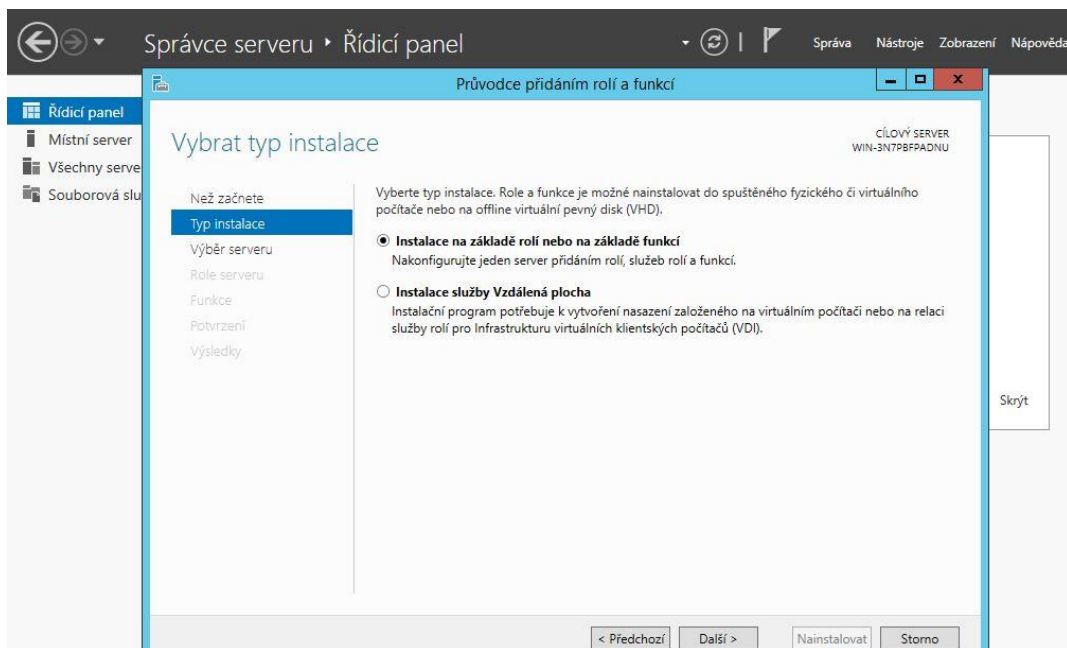 Správce serveru ‣ Řídicí panel
Správa Nástroje Zobrazení Nápověda
Průvodce přidáním rolí a funkcí
Řídicí panel
Místní server
Všechny serve
Souborová slu
Vybrat typ instalace
CÍLOVÝ SERVER
WIN-3N7PBFPADNU
Než začnete
Typ instalace
Výběr serveru
Role serveru
Funkce
Potvrzení
Výsledky
Vyberte typ instalace. Role a funkce je možné nainstalovat do spuštěného fyzického či virtuálního
počítače nebo na offline virtuální pevný disk (VHD).
Instalace na základě rolí nebo na základě funkcí
Nakonfigurujte jeden server přidáním rolí, služeb rolí a funkcí.
Instalace služby Vzdálená plocha
Instalační program potřebuje k vytvoření nasazení založeného na virtuálním počítači nebo na relaci
služby rolí pro Infrastrukturu virtuálních klientských počítačů (VDI).
Skrýt
< Předchozí Další > Nainstalovat Storno